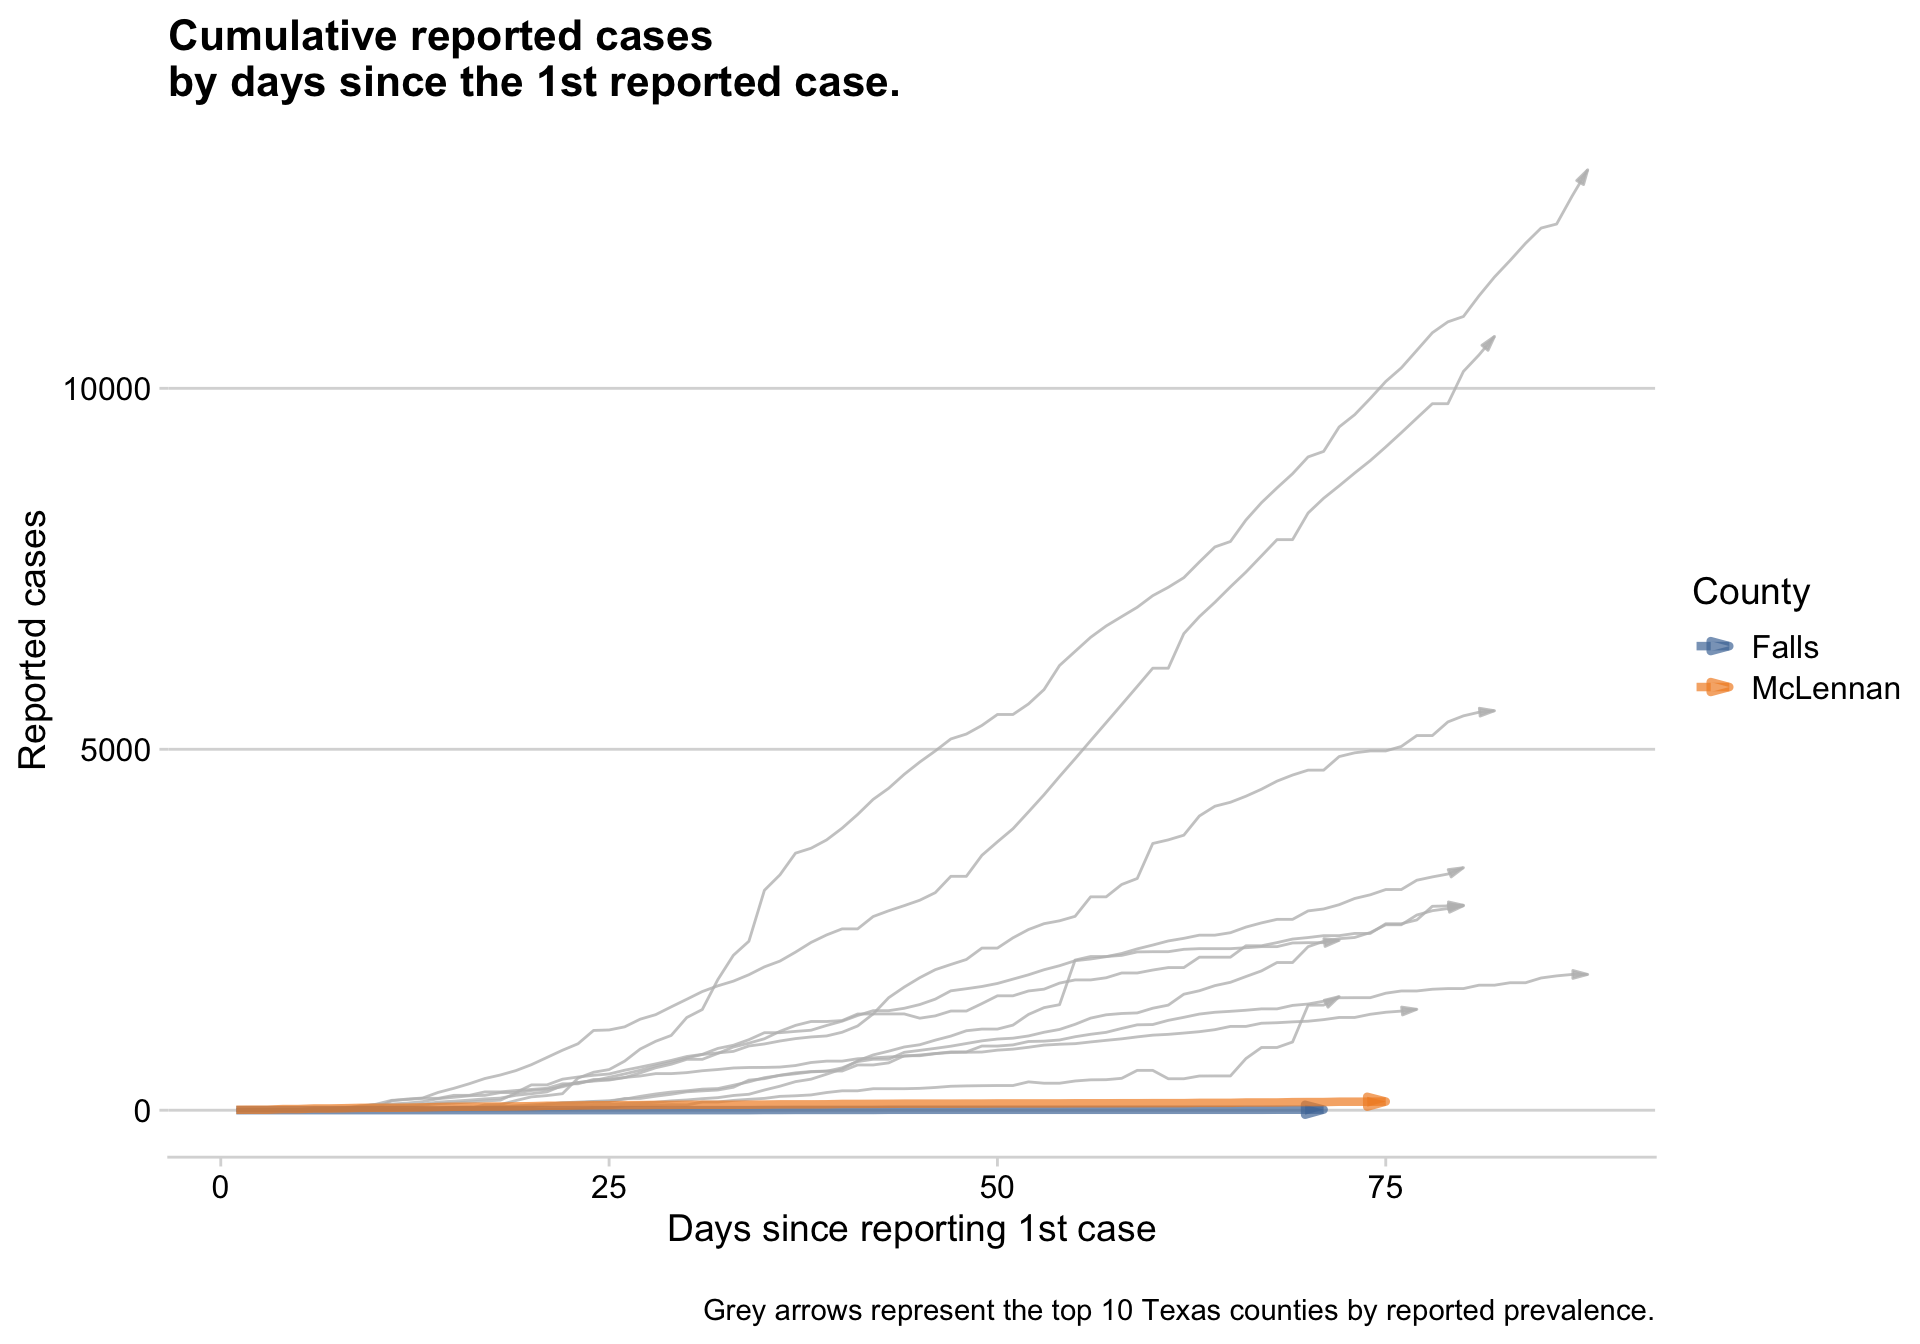 Cumulative reported cases
by days since the 1st reported case.
10000
5000
0
Reported cases
0 25 50 75
Days since reporting 1st case
County
Falls
McLennan
Grey arrows represent the top 10 Texas counties by reported prevalence.